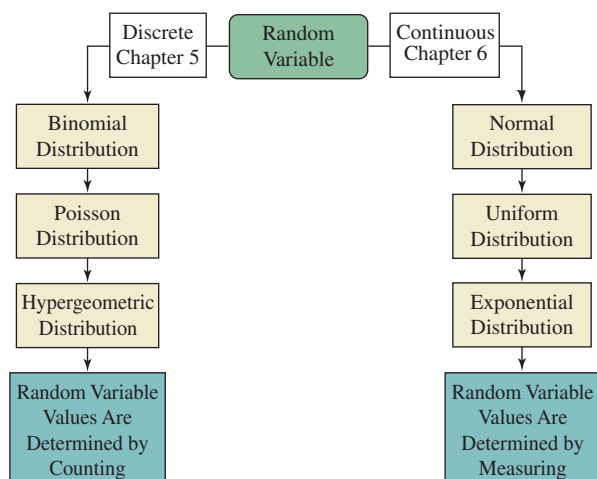 Discrete
Chapter 5
Random
Variable
Continuous
Chapter 6
Binomial
Distribution
Poisson
Distribution
Hypergeometric
Distribution
Random Variable
Values Are
Determined by
Counting
Normal
Distribution
Uniform
Distribution
Exponential
Distribution
Random Variable
Values Are
Determined by
Measuring